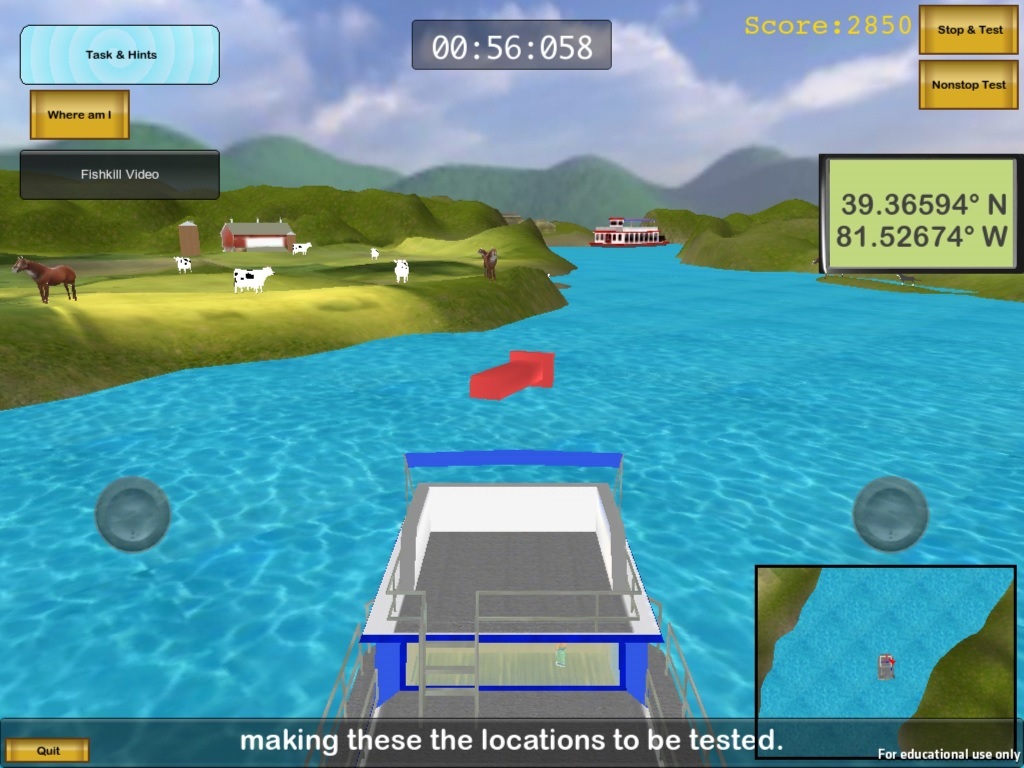 Task & Hints
00:56:058
Score:2850
Stop & Test
Where am I
Nonstop Test
Fishkill Video
39.36594° N
81.52674° W
making these the locations to be tested.
Quit
For educational use only